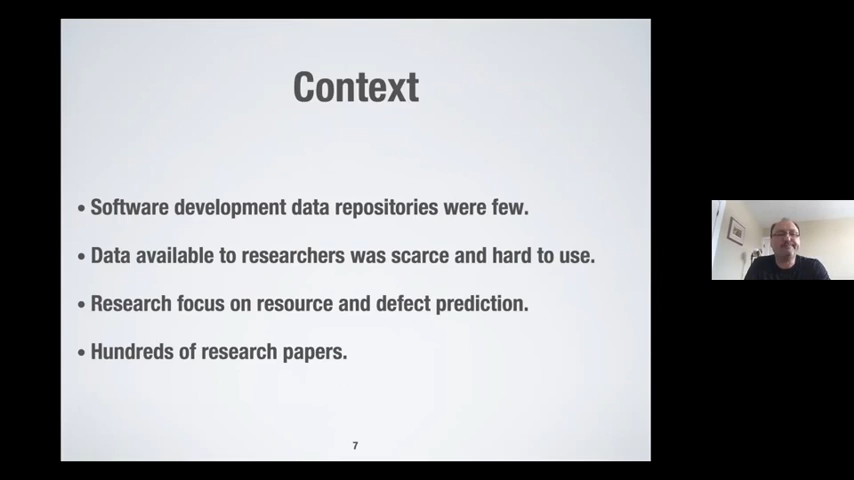 Context
• Software development data repositories were few.
• Data available to researchers was scarce and hard to use.
• Research focus on resource and defect prediction.
• Hundreds of research papers.
7